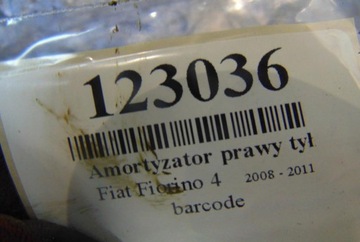 123036
Amortyzator prawy tył
Fiat Fiorino 4 2008 - 2011
barcode